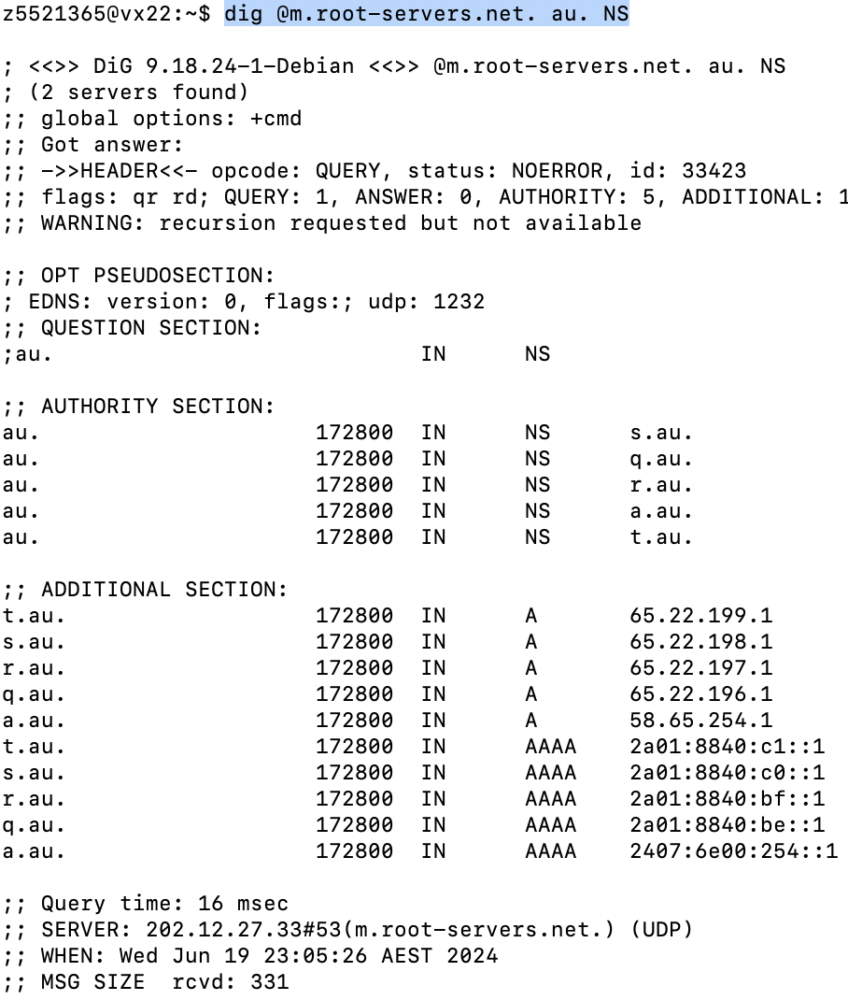 z5521365@vx22:~$ dig @m.root-servers.net. au. NS
; <<>> DiG 9.18.24-1-Debian <<>> @m.root-servers.net. au. NS
; (2 servers found)
;; global options: +cmd
;; Got answer:
;; ->>HEADER<<- opcode: QUERY, status: NOERROR, id: 33423
;; flags: qr rd; QUERY: 1, ANSWER: 0, AUTHORITY: 5, ADDITIONAL: 1
;; WARNING: recursion requested but not available
;; OPT PSEUDOSECTION:
; EDNS: version: 0, flags:; udp: 1232
;; QUESTION SECTION:
;au. IN NS
;; AUTHORITY SECTION:
au. 172800 IN NS s.au.
au. 172800 IN NS q.au.
au. 172800 IN NS r.au.
au. 172800 IN NS a.au.
au. 172800 IN NS t.au.
;; ADDITIONAL SECTION:
t.au. 172800 IN A 65.22.199.1
s.au. 172800 IN A 65.22.198.1
r.au. 172800 IN A 65.22.197.1
q.au. 172800 IN A 65.22.196.1
a.au. 172800 IN A 58.65.254.1
t.au. 172800 IN AAAA 2a01:8840:c1::1
s.au. 172800 IN AAAA 2a01:8840:c0::1
r.au. 172800 IN AAAA 2a01:8840:bf::1
q.au. 172800 IN AAAA 2a01:8840:be::1
a.au. 172800 IN AAAA 2407:6e00:254::1
;; Query time: 16 msec
;; SERVER: 202.12.27.33#53(m.root-servers.net.) (UDP)
;; WHEN: Wed Jun 19 23:05:26 AEST 2024
;; MSG SIZE rcvd: 331